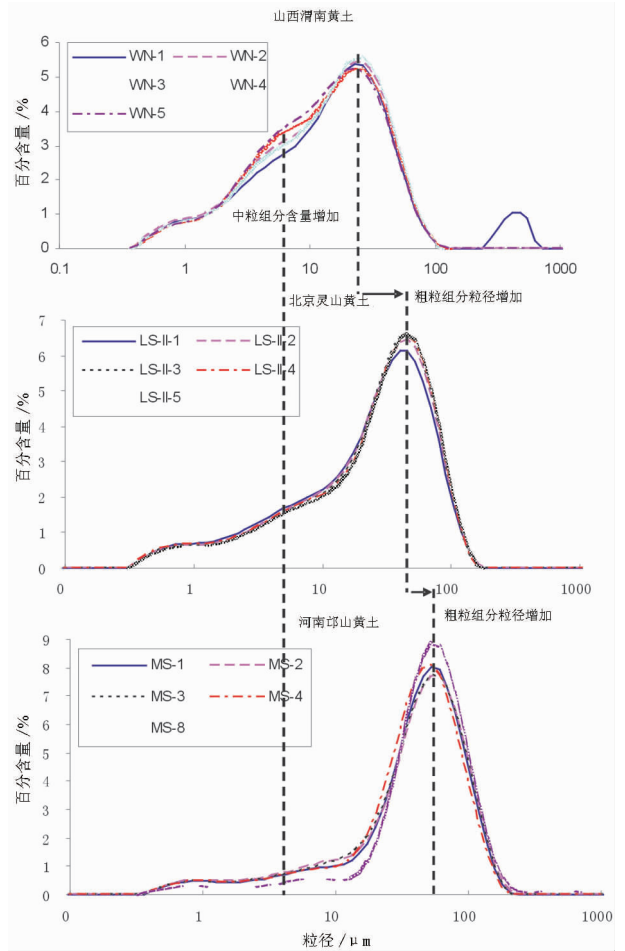 山西渭南黄土
百分含量/%
6
5
4
3
2
1
0
WN-1 WN-2
WN-3 WN-4
WN-5
中粒组分含量增加
0.1 1 10 100 1000
北京灵山黄土 粗粒组分粒径增加
百分含量/%
7
6
5
4
3
2
1
0
LS-II-1 LS-II-2
LS-II-3 LS-II-4
LS-II-5
0 1 10 100 1000
河南邙山黄土 粗粒组分粒径增加
百分含量/%
9
8
7
6
5
4
3
2
1
0
MS-1 MS-2
MS-3 MS-4
MS-8
0 1 10 100 1000
粒径/μm